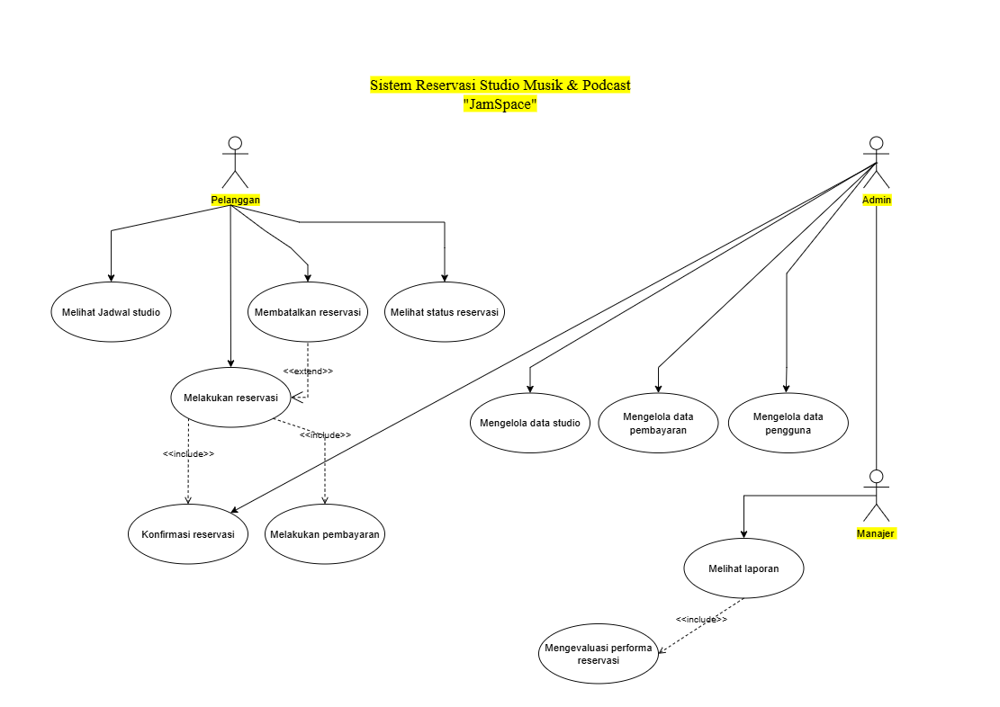 Sistem Reservasi Studio Musik & Podcast
"JamSpace"
Pelanggan
Admin
Melihat Jadwal studio
Membatalkan reservasi
Melihat status reservasi
<<extend>>
Melakukan reservasi
Mengelola data studio
Mengelola data
pembayaran
Mengelola data
pengguna
<<include>>
<<include>>
Konfirmasi reservasi
Melakukan pembayaran
Manajer
Melihat laporan
<<include>>
Mengevaluasi performa
reservasi